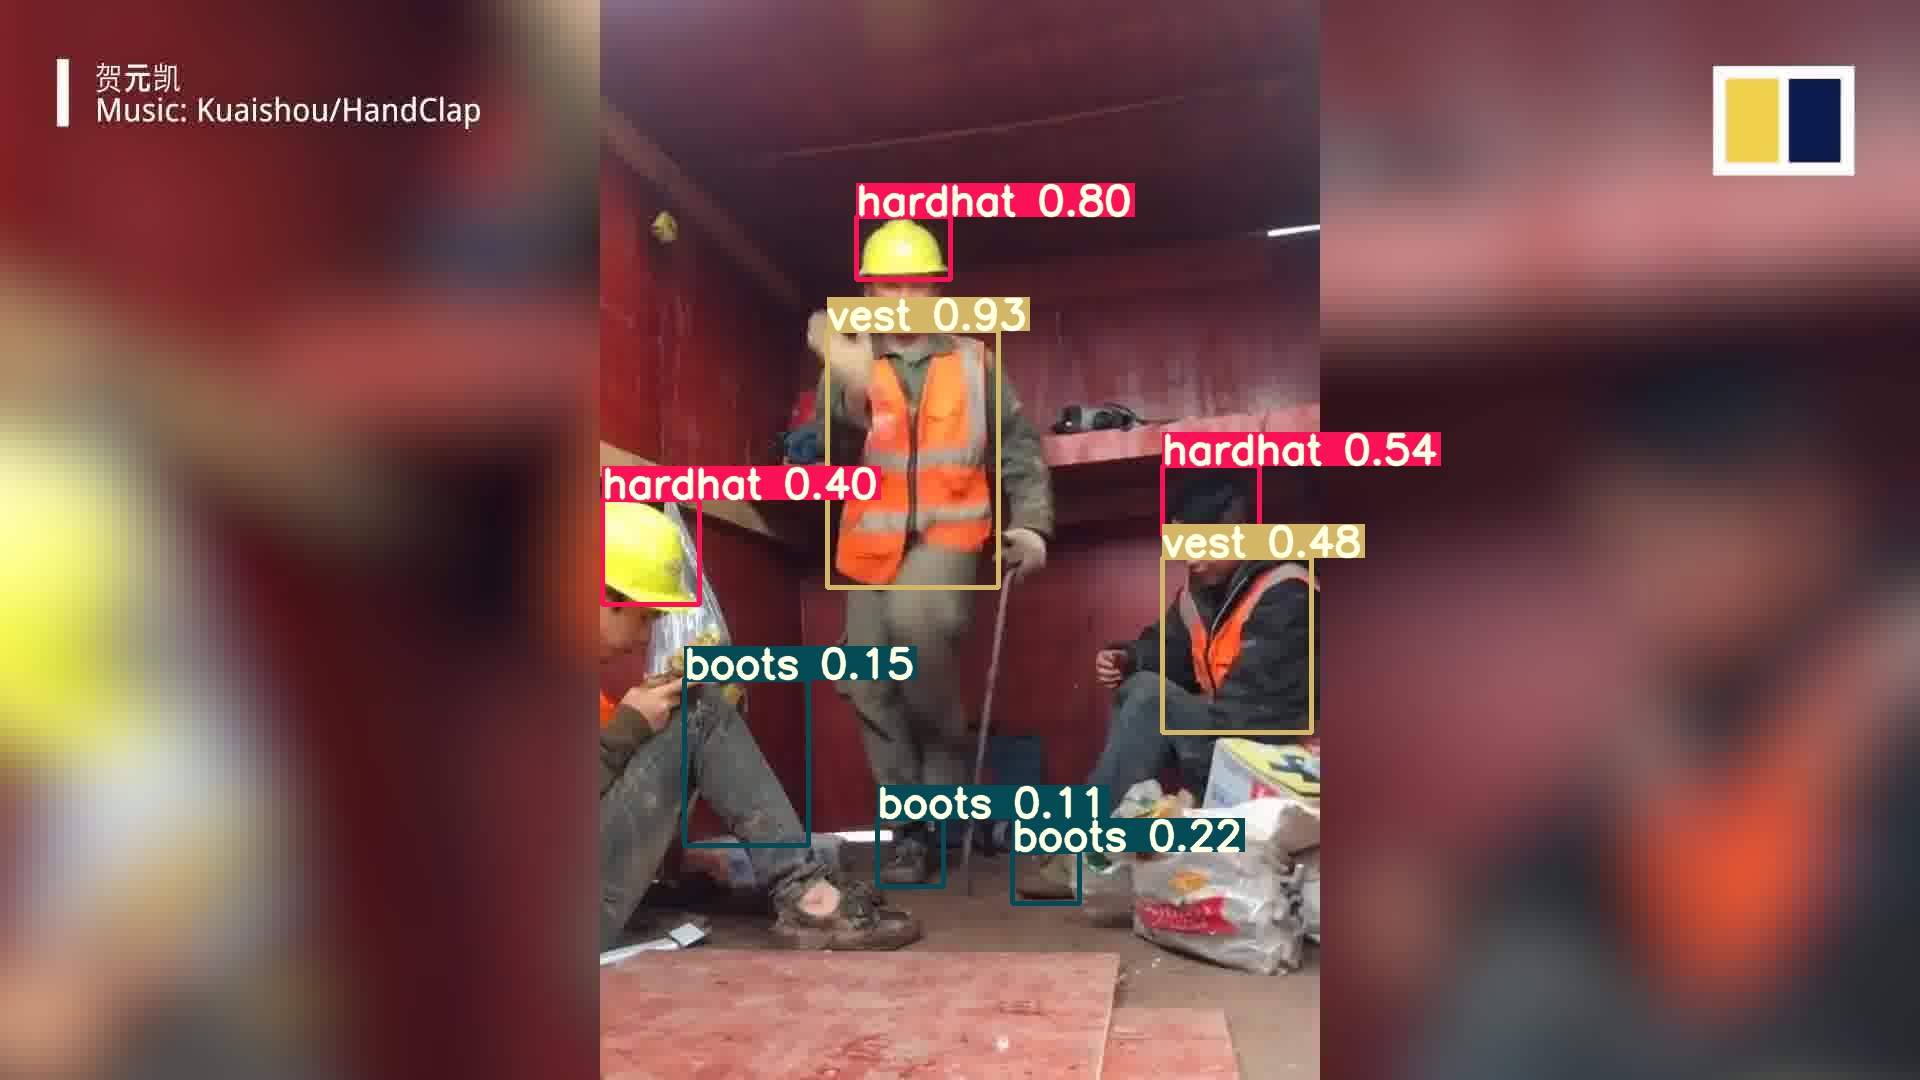 贺元凯
Music: Kuaishou/HandClap
hardhat 0.80
vest 0.93
hardhat 0.54
hardhat 0.40
vest 0.48
boots 0.15
boots 0.11
boots 0.22